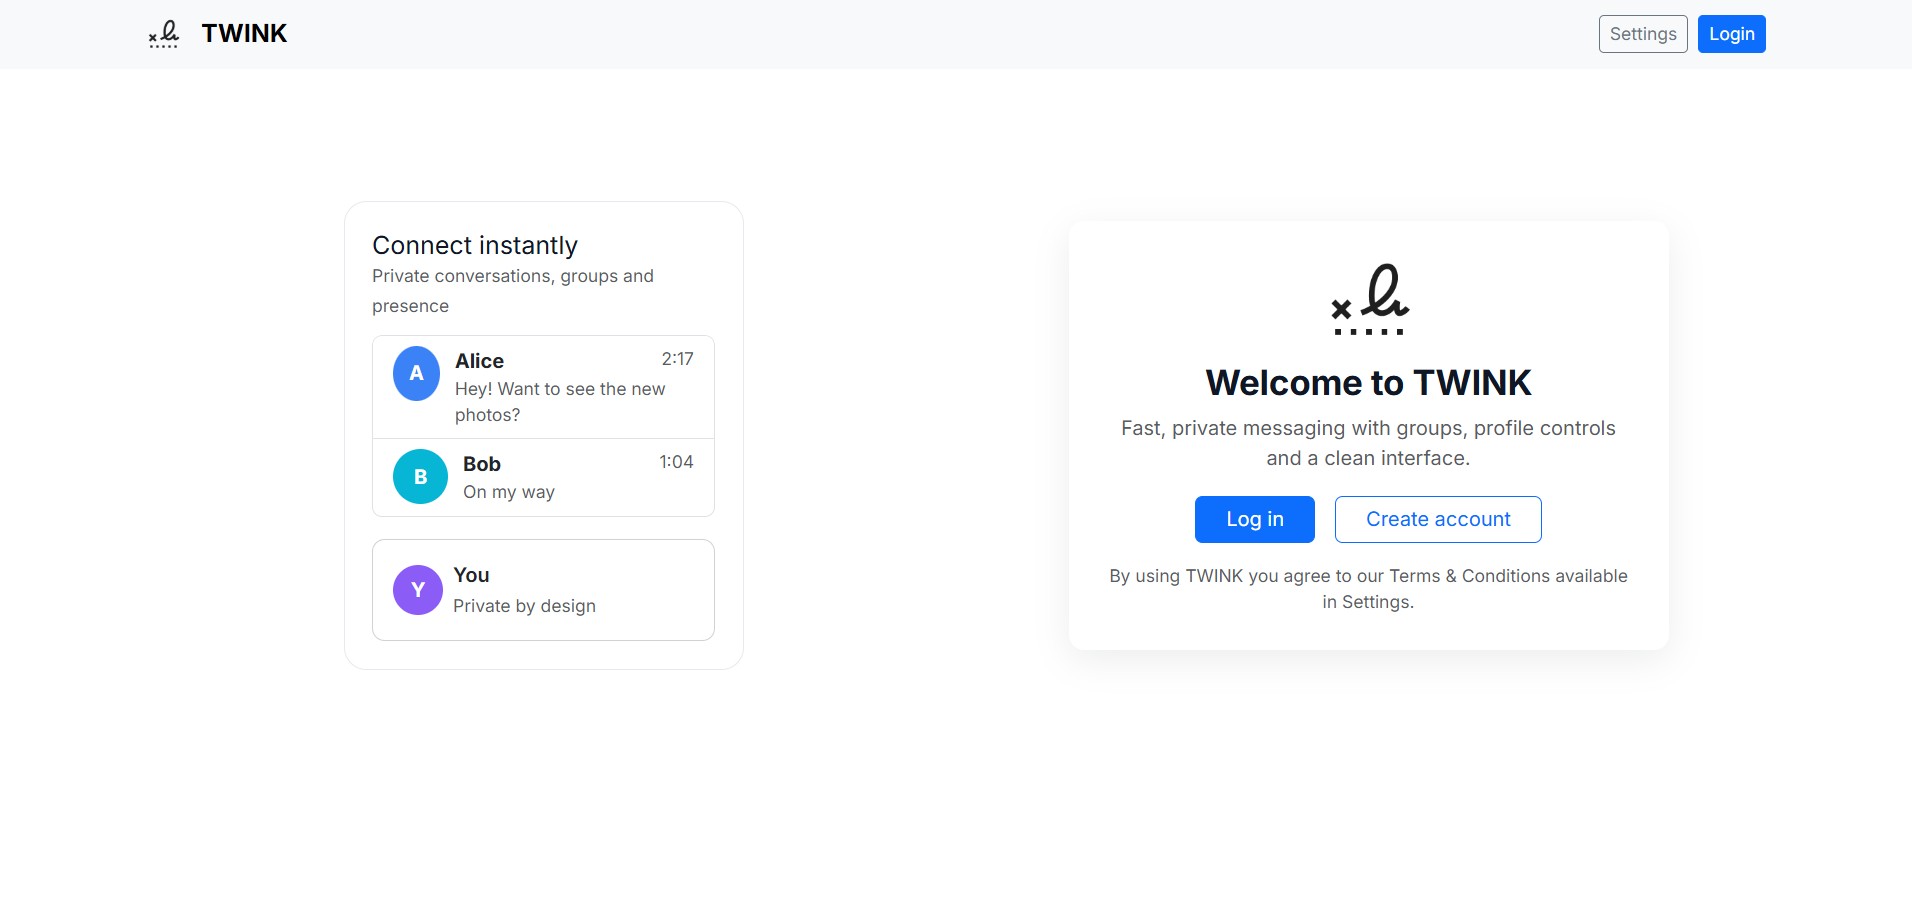 TWINK
Settings
Login
Connect instantly
Private conversations, groups and
presence
A
Alice
2:17
Hey! Want to see the new
photos?
B
Bob
1:04
On my way
Y
You
Private by design
Welcome to TWINK
Fast, private messaging with groups, profile controls
and a clean interface.
Log in
Create account
By using TWINK you agree to our Terms & Conditions available
in Settings.